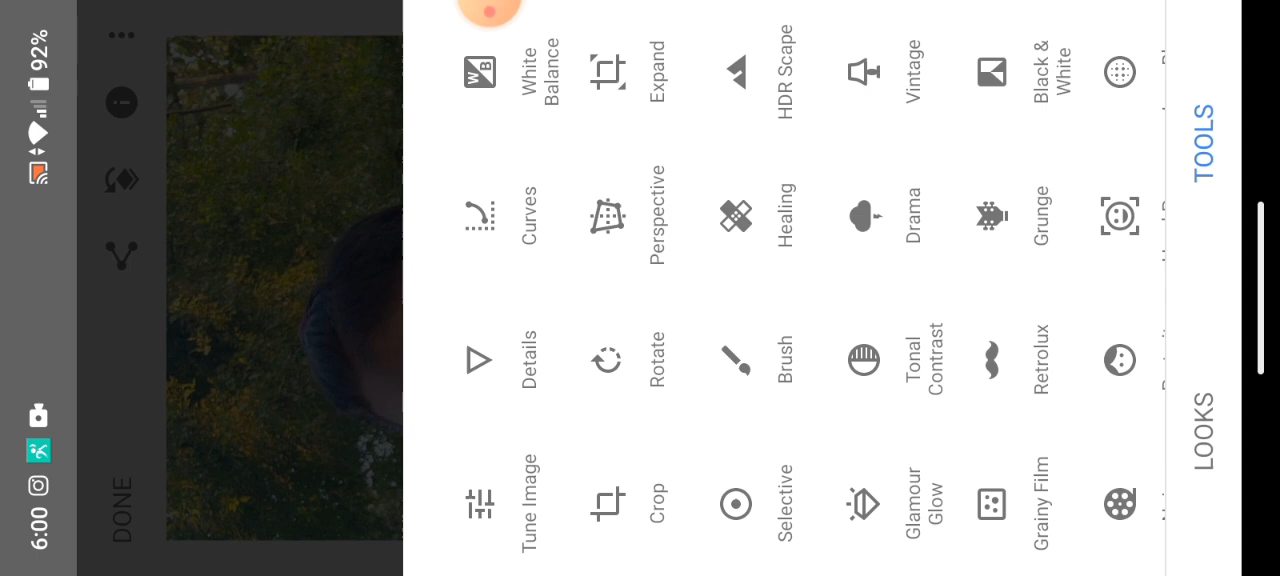 6:00
92%
DONE
Tune Image
Details
Curves
White
Balance
Crop
Rotate
Perspective
Expand
Selective
Brush
Healing
HDR Scape
Glamour
Glow
Tonal
Contrast
Drama
Vintage
Grainy Film
Retrolux
Grunge
Black &
White
LOOKS
TOOLS